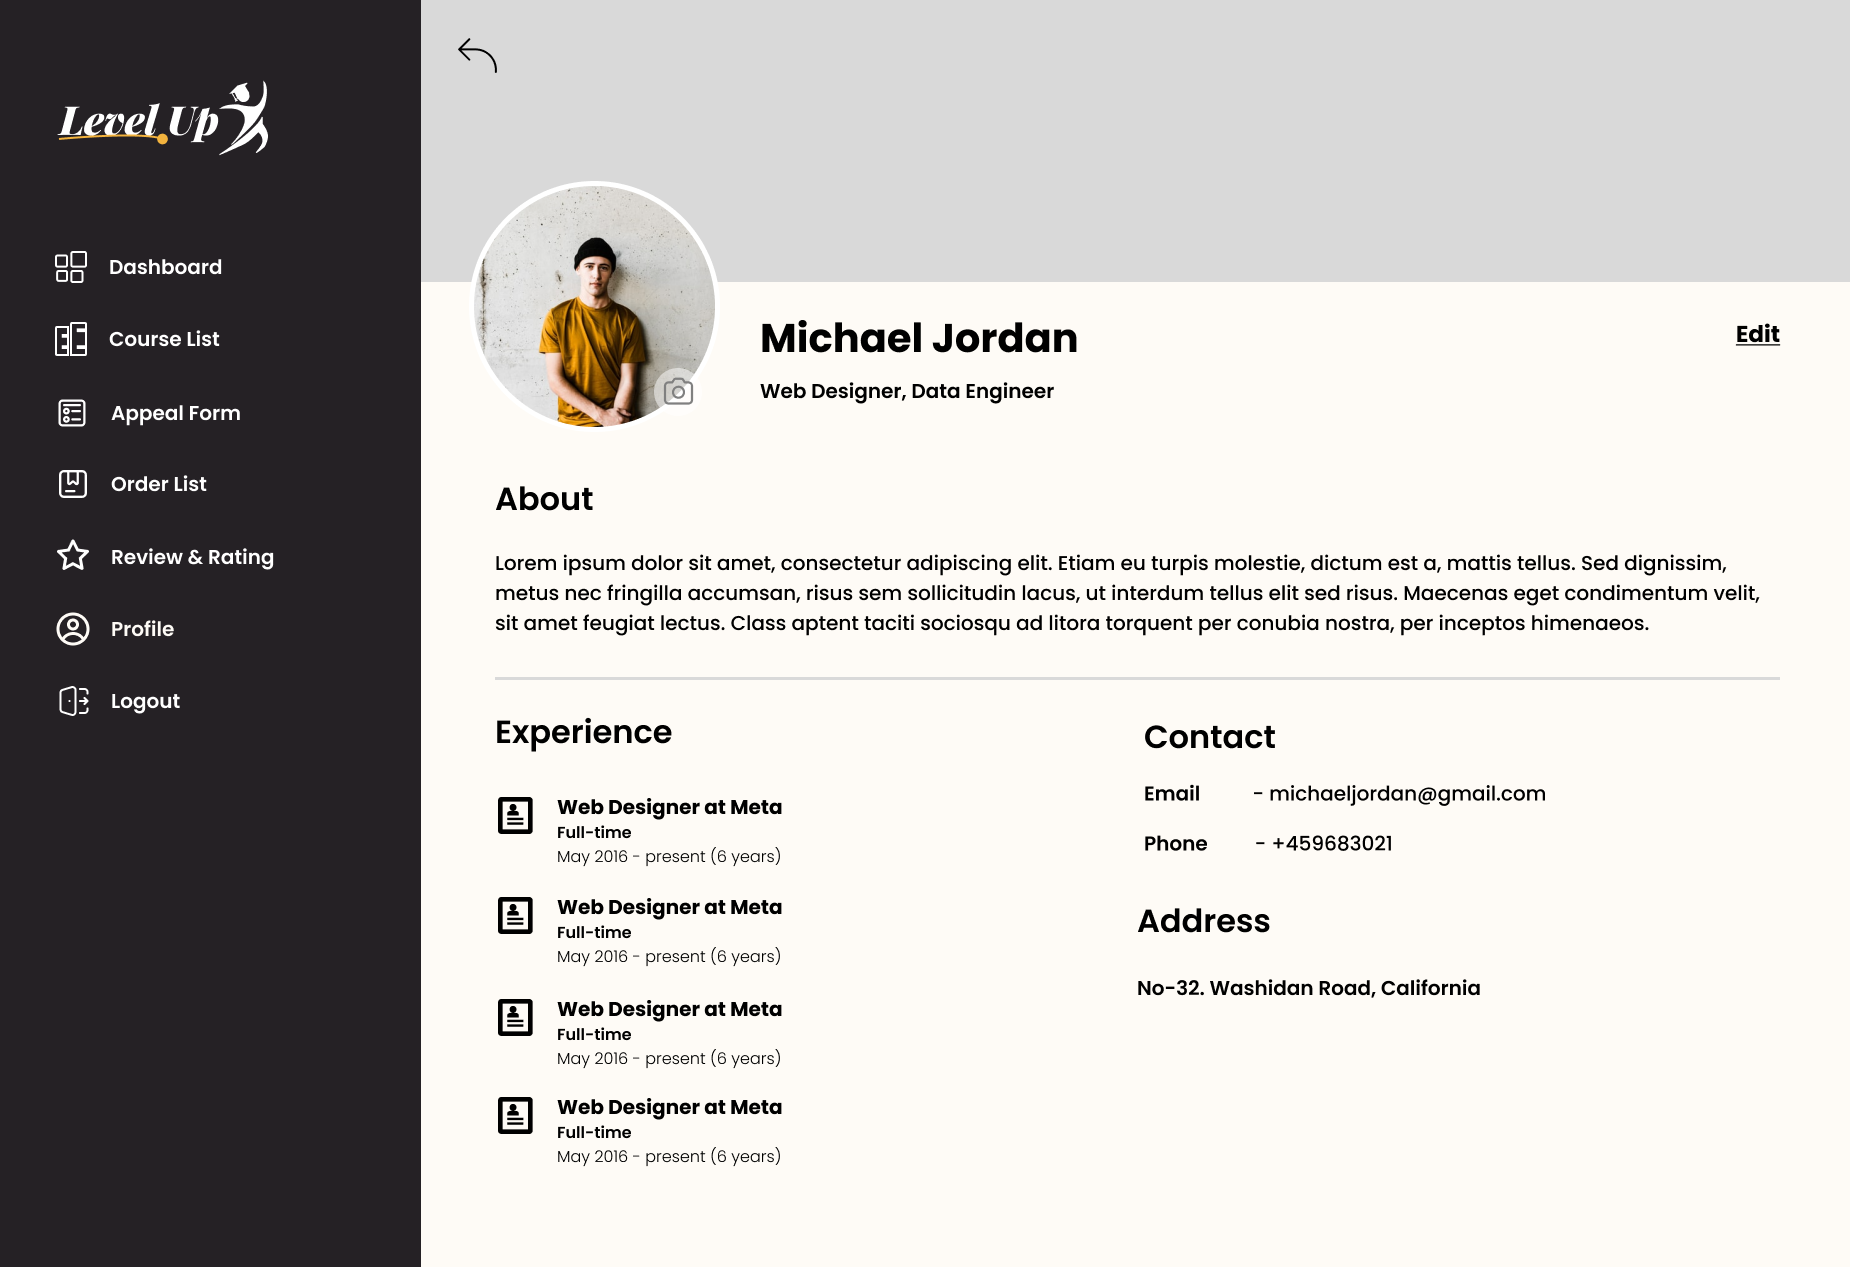 Level Up
Dashboard
Course List
Appeal Form
Order List
Review & Rating
Profile
Logout
Michael Jordan
Edit
Web Designer, Data Engineer
About
Lorem ipsum dolor sit amet, consectetur adipiscing elit. Etiam eu turpis molestie, dictum est a, mattis tellus. Sed dignissim,
metus nec fringilla accumsan, risus sem sollicitudin lacus, ut interdum tellus elit sed risus. Maecenas eget condimentum velit,
sit amet feugiat lectus. Class aptent taciti sociosqu ad litora torquent per conubia nostra, per inceptos himenaeos.
Experience
Web Designer at Meta
Full-time
May 2016 - present (6 years)
Web Designer at Meta
Full-time
May 2016 - present (6 years)
Web Designer at Meta
Full-time
May 2016 - present (6 years)
Web Designer at Meta
Full-time
May 2016 - present (6 years)
Contact
Email - michaeljordan@gmail.com
Phone - +459683021
Address
No-32. Washidan Road, California